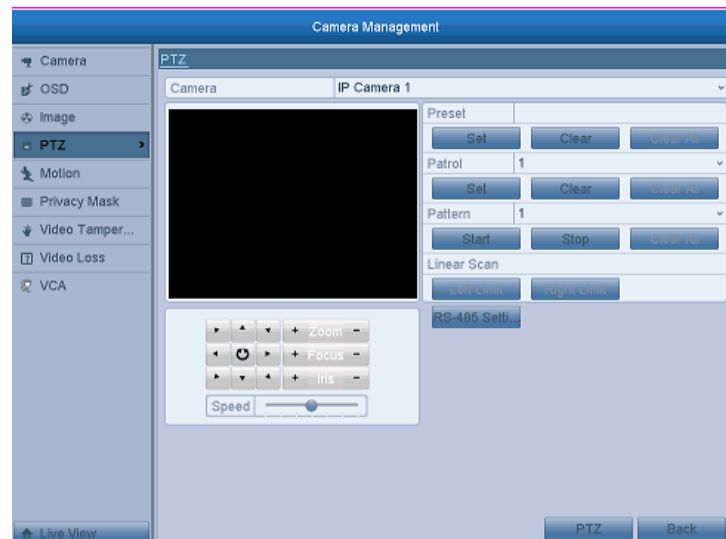 Camera Management
Camera
OSD
Image
PTZ
Motion
Privacy Mask
Video Tamper...
Video Loss
VCA
Live View
PTZ
Camera IP Camera 1
Preset
Set Clear Clear All
Patrol 1
Set Clear Clear All
Pattern 1
Start Stop Clear All
Linear Scan
Left Limit Right Limit
RS-485 Setti...
+ Zoom -
+ Focus -
+ Iris -
Speed
PTZ Back